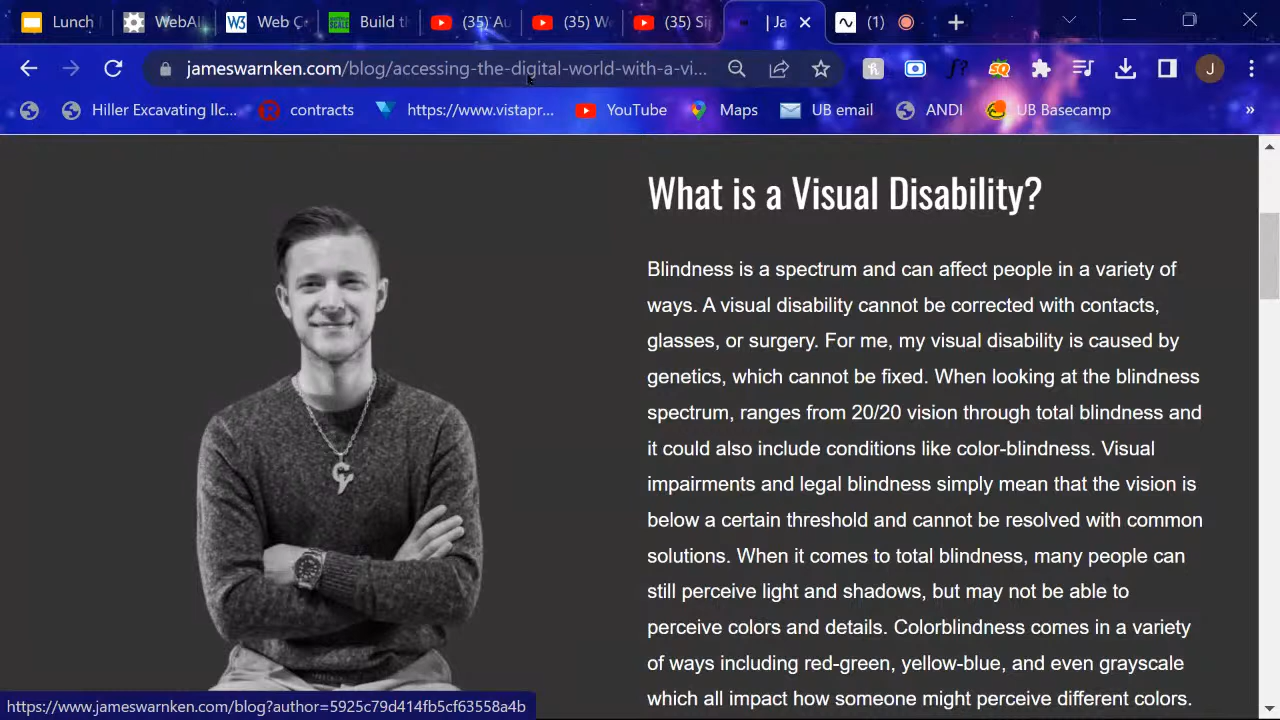 Lunch
WebAI
W3
Web C
Build th
SCALE
(35) Au
(35) We
(35) Sig
| Ja
(1)
jameswarnken.com/blog/accessing-the-digital-world-with-a-vi...
f?
SQ
J
Hiller Excavating llc...
contracts
https://www.vistapr...
YouTube
Maps
UB email
ANDI
UB Basecamp
»
What is a Visual Disability?
Blindness is a spectrum and can affect people in a variety of
ways. A visual disability cannot be corrected with contacts,
glasses, or surgery. For me, my visual disability is caused by
genetics, which cannot be fixed. When looking at the blindness
spectrum, ranges from 20/20 vision through total blindness and
it could also include conditions like color-blindness. Visual
impairments and legal blindness simply mean that the vision is
below a certain threshold and cannot be resolved with common
solutions. When it comes to total blindness, many people can
still perceive light and shadows, but may not be able to
perceive colors and details. Colorblindness comes in a variety
of ways including red-green, yellow-blue, and even grayscale
which all impact how someone might perceive different colors.
https://www.jameswarnken.com/blog?author=5925c79d414fb5cf63558a4b